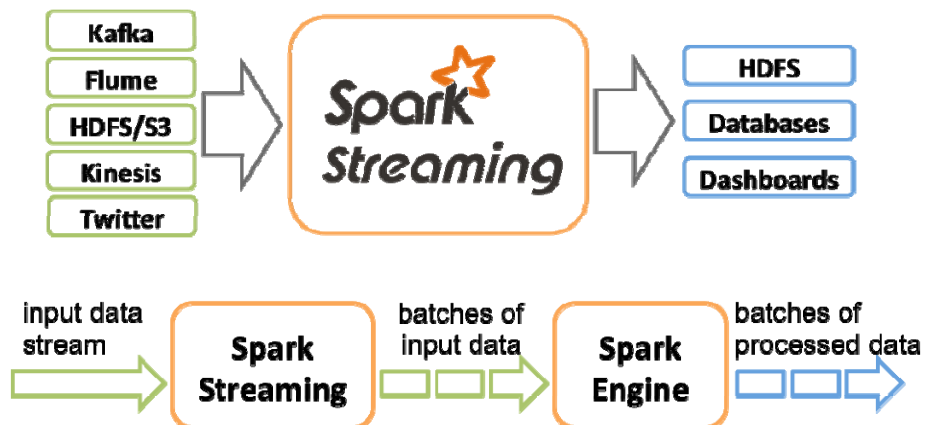 Kafka
Flume
HDFS/S3
Kinesis
Twitter
Spark
Streaming
HDFS
Databases
Dashboards
input data
stream
Spark
Streaming
batches of
input data
Spark
Engine
batches of
processed data